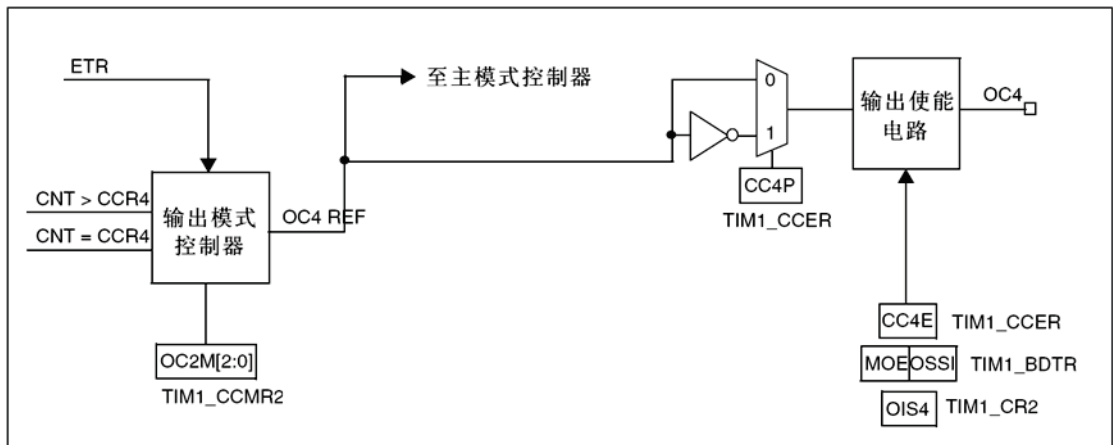 ETR
至主模式控制器
0
1
输出使能
电路
OC4
CC4P
TIM1_CCER
CNT > CCR4
CNT = CCR4
输出模式
控制器
OC4 REF
OC2M[2:0]
TIM1_CCMR2
CC4E TIM1_CCER
MOE OSSI TIM1_BDTR
OIS4 TIM1_CR2